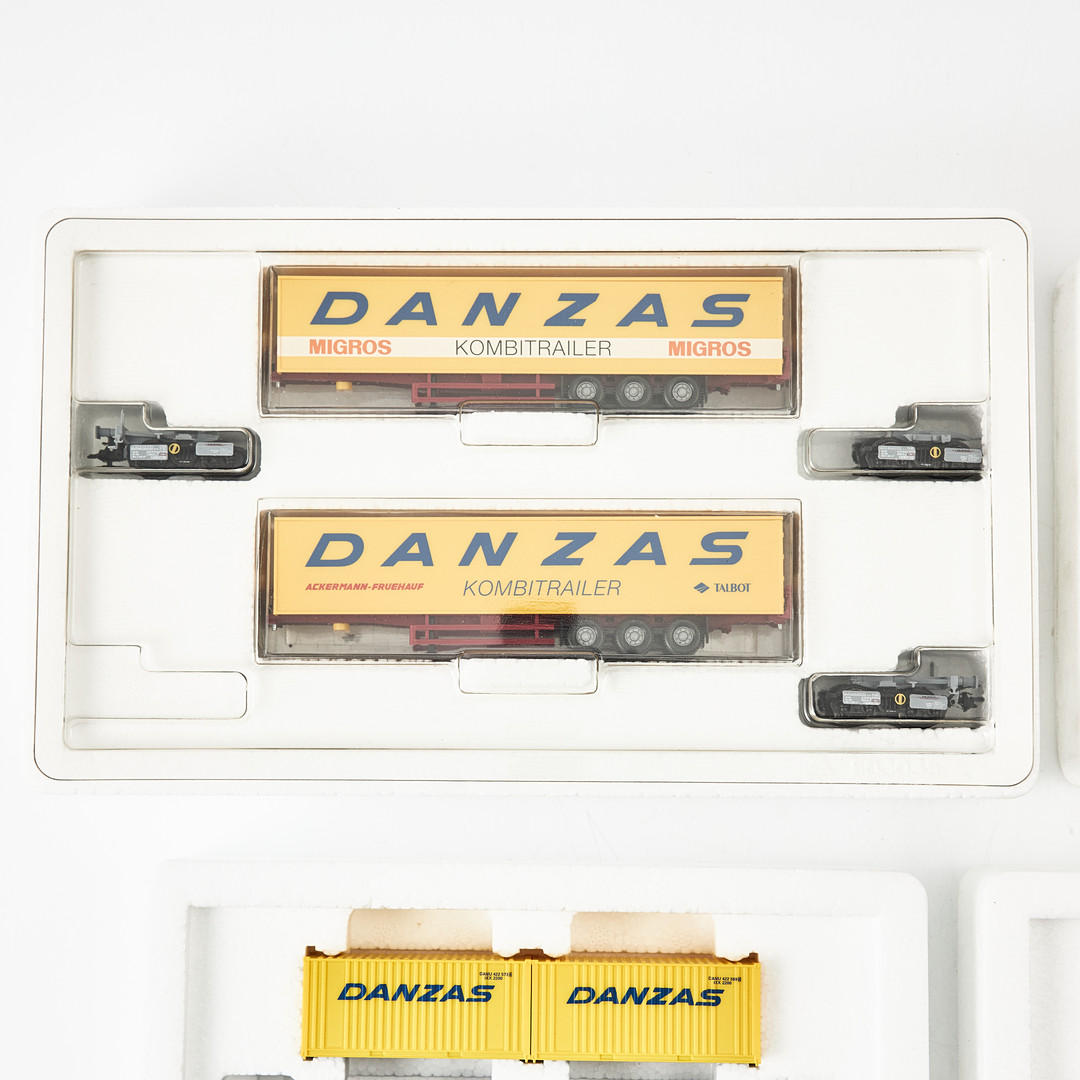 DANZAS
MIGROS KOMBITRAILER MIGROS
DANZAS
ACKERMANN-FRUEHAUF KOMBITRAILER TALBOT
DANZAS
DANZAS